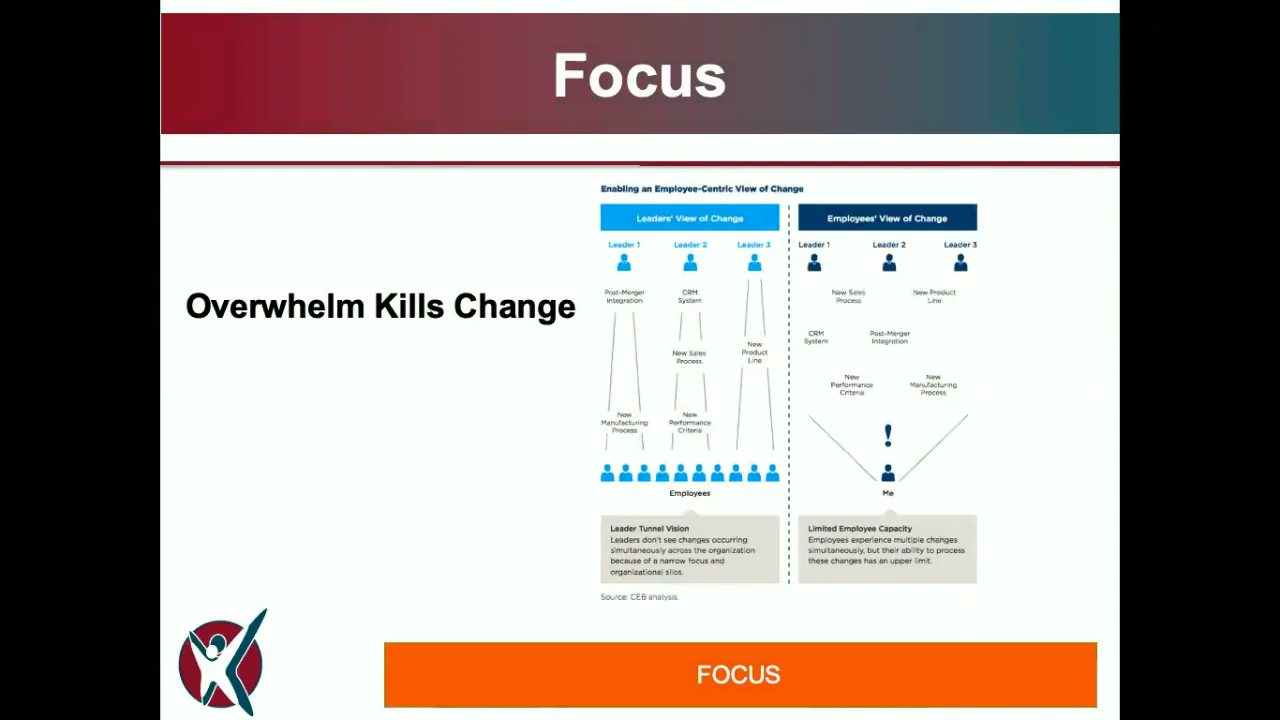 Focus
Overwhelm Kills Change
Enabling an Employee-Centric View of Change
Leaders' View of Change
Leader 1
Leader 2
Leader 3
Post-Merger
Integration
CRM
System
New
Product
Line
New Sales
Process
New
Manufacturing
Process
New
Performance
Criteria
Employees
Leader Tunnel Vision
Leaders don't see changes occurring
simultaneously across the organization
because of a narrow focus and
organizational silos.
Employees' View of Change
Leader 1
Leader 2
Leader 3
New Sales
Process
New Product
Line
CRM
System
Post-Merger
Integration
New
Performance
Criteria
New
Manufacturing
Process
!
Me
Limited Employee Capacity
Employees experience multiple changes
simultaneously, but their ability to process
these changes has an upper limit.
Source: CEB analysis.
FOCUS